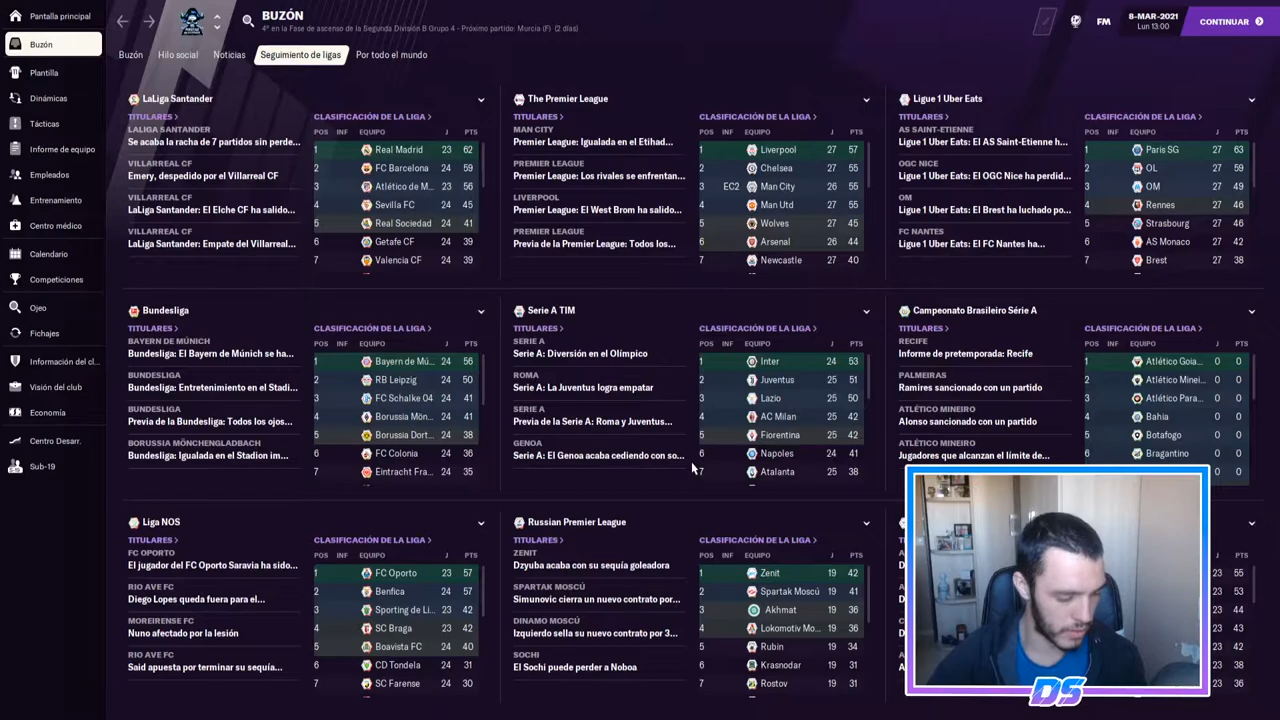 Pantalla principal
Buzón
Plantilla
Dinámicas
Tácticas
Informe de equipo
Empleados
Entrenamiento
Centro médico
Calendario
Competiciones
Ojeo
Fichajes
Información del cl...
Visión del club
Economía
Centro Desarr.
Sub-19
BUZÓN
4º en la Fase de ascenso de la Segunda División B Grupo 4 - Próximo partido: Murcia (F) (2 días)
FM
8-MAR-2021
Lun 13:00
CONTINUAR
Buzón Hilo social Noticias Seguimiento de ligas Por todo el mundo
LaLiga Santander
TITULARES >
LALIGA SANTANDER
Se acaba la racha de 7 partidos sin perde...
VILLARREAL CF
Emery, despedido por el Villarreal CF
VILLARREAL CF
LaLiga Santander: El Elche CF ha salido...
VILLARREAL CF
LaLiga Santander: Empate del Villarreal...
CLASIFICACIÓN DE LA LIGA >
POS INF EQUIPO J PTS
1 Real Madrid 23 62
2 FC Barcelona 24 59
3 Atlético de M... 23 56
4 Sevilla FC 24 45
5 Real Sociedad 24 41
6 Getafe CF 24 39
7 Valencia CF 24 39
The Premier League
TITULARES >
MAN CITY
Premier League: Igualada en el Etihad...
PREMIER LEAGUE
Premier League: Los rivales se enfrentan...
LIVERPOOL
Premier League: El West Brom ha salido...
PREMIER LEAGUE
Previa de la Premier League: Todos los...
CLASIFICACIÓN DE LA LIGA >
POS INF EQUIPO J PTS
1 Liverpool 27 57
2 Chelsea 27 55
3 EC2 Man City 26 55
4 Man Utd 27 55
5 Wolves 27 45
6 Arsenal 26 44
7 Newcastle 27 40
Ligue 1 Uber Eats
TITULARES >
AS SAINT-ETIENNE
Ligue 1 Uber Eats: El AS Saint-Etienne h...
OGC NICE
Ligue 1 Uber Eats: El OGC Nice ha perdid...
OM
Ligue 1 Uber Eats: El Brest ha luchado po...
FC NANTES
Ligue 1 Uber Eats: El FC Nantes ha...
CLASIFICACIÓN DE LA LIGA >
POS INF EQUIPO J PTS
1 Paris SG 27 63
2 OL 27 59
3 OM 27 49
4 Rennes 27 46
5 Strasbourg 27 46
6 AS Monaco 27 42
7 Brest 27 38
Bundesliga
TITULARES >
BAYERN DE MÚNICH
Bundesliga: El Bayern de Múnich se ha...
BUNDESLIGA
Bundesliga: Entretenimiento en el Stadi...
BUNDESLIGA
Previa de la Bundesliga: Todos los ojos...
BORUSSIA MÖNCHENGLADBACH
Bundesliga: Igualada en el Stadion im...
CLASIFICACIÓN DE LA LIGA >
POS INF EQUIPO J PTS
1 Bayern de Mú... 24 56
2 RB Leipzig 24 50
3 FC Schalke 04 24 41
4 Borussia Mön... 24 41
5 Borussia Dort... 24 38
6 FC Colonia 24 36
7 Eintracht Fra... 24 35
Serie A TIM
TITULARES >
SERIE A
Serie A: Diversión en el Olímpico
ROMA
Serie A: La Juventus logra empatar
SERIE A
Previa de la Serie A: Roma y Juventus...
GENOA
Serie A: El Genoa acaba cediendo con so...
CLASIFICACIÓN DE LA LIGA >
POS INF EQUIPO J PTS
1 Inter 24 53
2 Juventus 25 51
3 Lazio 25 50
4 AC Milan 25 42
5 Fiorentina 25 42
6 Napoles 24 41
7 Atalanta 25 38
Campeonato Brasileiro Série A
TITULARES >
RECIFE
Informe de pretemporada: Recife
PALMEIRAS
Ramires sancionado con un partido
ATLÉTICO MINEIRO
Alonso sancionado con un partido
ATLÉTICO MINEIRO
Jugadores que alcanzan el límite de...
CLASIFICACIÓN DE LA LIGA >
POS INF EQUIPO J PTS
1 Atlético Goia... 0 0
2 Atlético Minei... 0 0
3 Atlético Para... 0 0
4 Bahia 0 0
5 Botafogo 0 0
6 Bragantino 0 0
0 0
Liga NOS
TITULARES >
FC OPORTO
El jugador del FC Oporto Saravia ha sido...
RIO AVE FC
Diego Lopes queda fuera para el...
MOREIRENSE FC
Nuno afectado por la lesión
RIO AVE FC
Said apuesta por terminar su sequía...
CLASIFICACIÓN DE LA LIGA >
POS INF EQUIPO J PTS
1 FC Oporto 23 57
2 Benfica 24 57
3 Sporting de Li... 23 42
4 SC Braga 23 42
5 Boavista FC 24 40
6 CD Tondela 24 31
7 SC Farense 24 30
Russian Premier League
TITULARES >
ZENIT
Dzyuba acaba con su sequía goleadora
SPARTAK MOSCÚ
Simunovic cierra un nuevo contrato por...
DINAMO MOSCÚ
Izquierdo sella su nuevo contrato por 3...
SOCHI
El Sochi puede perder a Noboa
CLASIFICACIÓN DE LA LIGA >
POS INF EQUIPO J PTS
1 Zenit 19 42
2 Spartak Moscú 19 41
3 Akhmat 19 36
4 Lokomotiv Mo... 19 36
5 Rubin 19 34
6 Krasnodar 19 31
7 Rostov 19 31
J PTS
23 55
23 53
23 44
23 43
23 42
23 38
23 36
DS